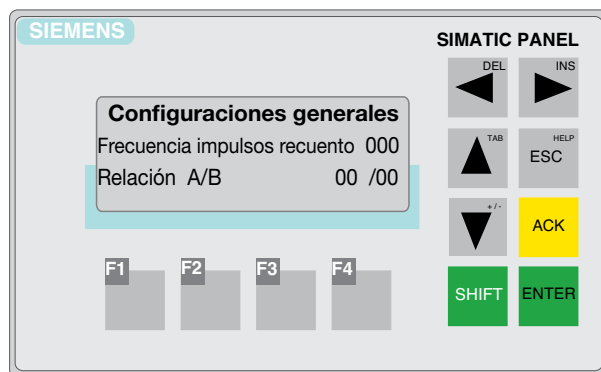 SIEMENS
SIMATIC PANEL
Configuraciones generales
Frecuencia impulsos recuento 000
Relación A/B 00 /00
DEL
INS
TAB
HELP
ESC
+ / -
ACK
F1
F2
F3
F4
SHIFT
ENTER